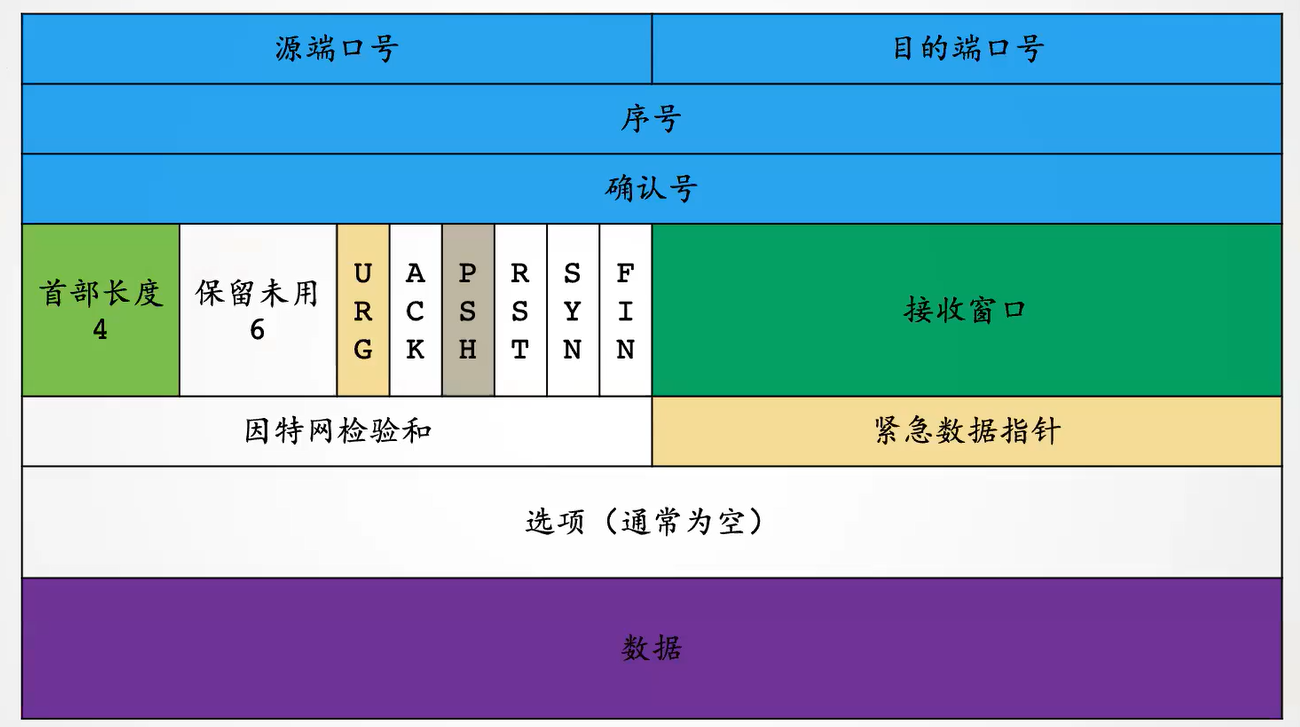 源端口号
目的端口号
序号
确认号
首部长度
4
保留未用
6
URG
ACK
PSH
RST
SYN
FIN
接收窗口
因特网检验和
紧急数据指针
选项（通常为空）
数据